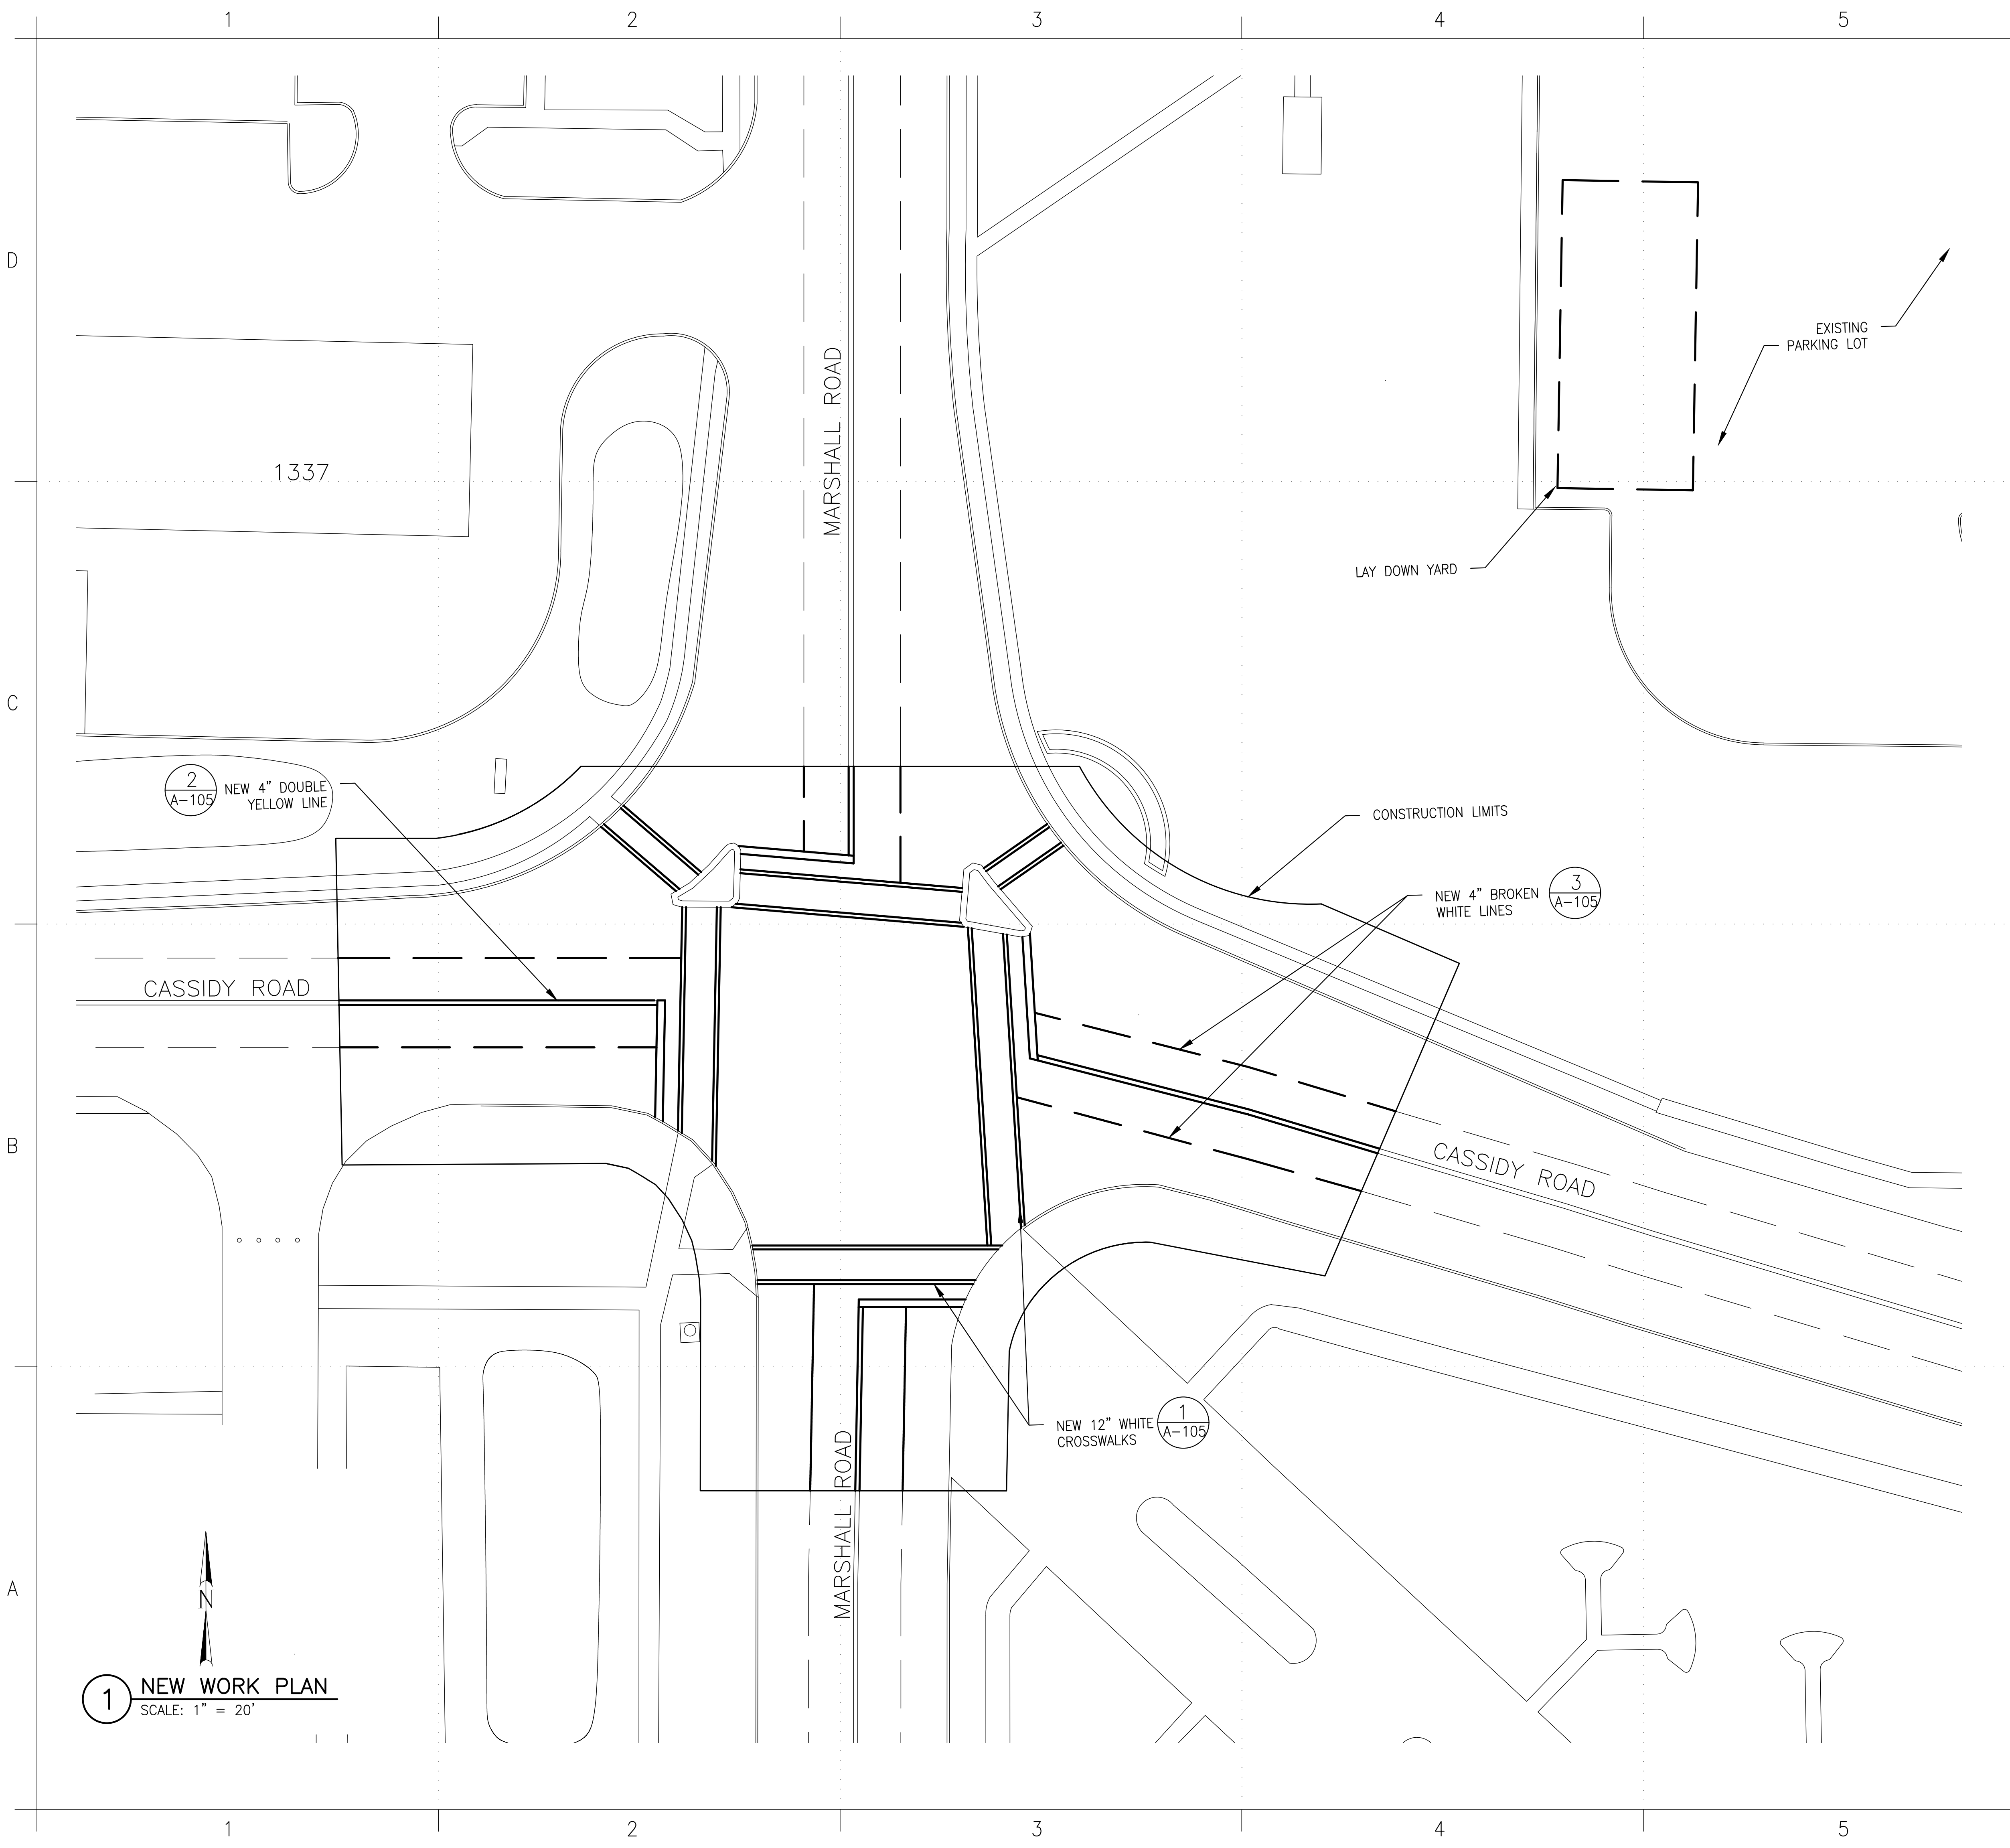 1
2
3
4
5
D
C
B
A
MARSHALL ROAD
EXISTING
PARKING LOT
1337
LAY DOWN YARD
2
A-105
NEW 4" DOUBLE
YELLOW LINE
CONSTRUCTION LIMITS
NEW 4" BROKEN
WHITE LINES
3
A-105
CASSIDY ROAD
CASSIDY ROAD
NEW 12" WHITE
CROSSWALKS
1
A-105
MARSHALL ROAD
N
1
NEW WORK PLAN
SCALE: 1" = 20'
1
2
3
4
5